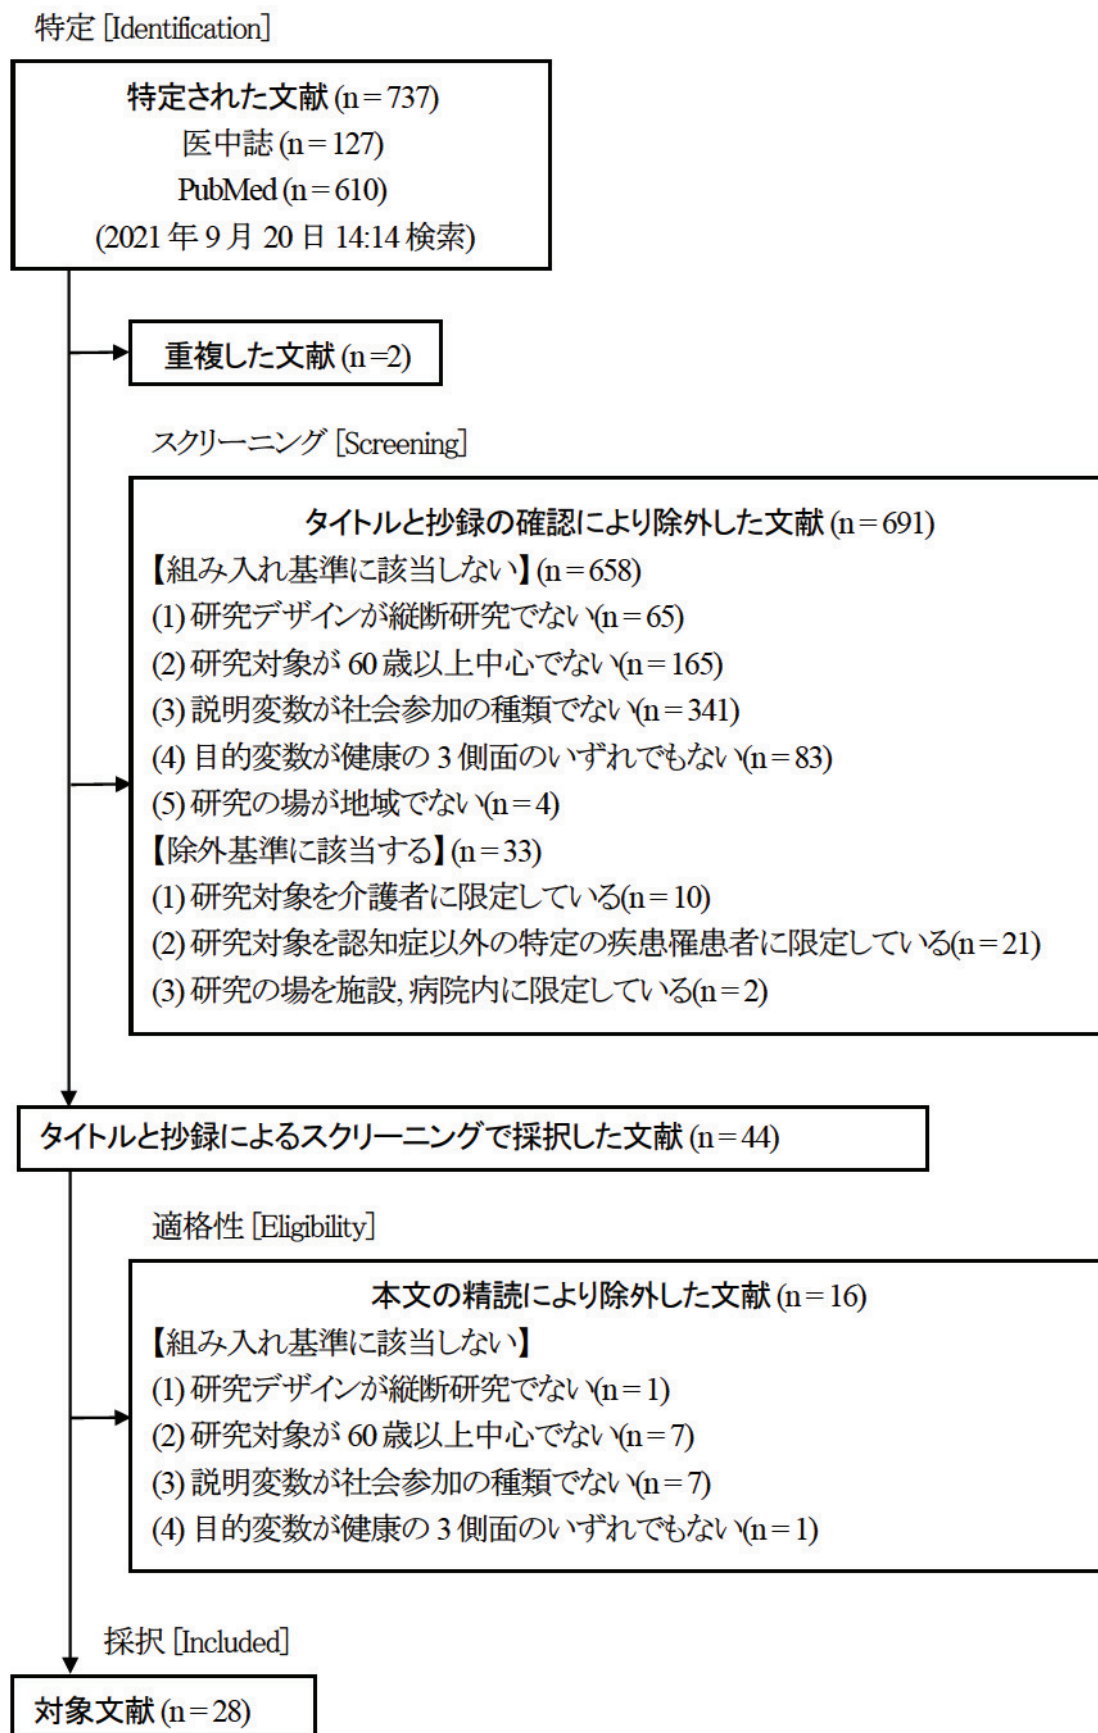 特定 [Identification]
特定された文献 (n = 737)
医中誌 (n = 127)
PubMed (n = 610)
(2021 年 9 月 20 日 14:14 検索)
重複した文献 (n =2)
スクリーニング [Screening]
タイトルと抄録の確認により除外した文献 (n = 691)
【組み入れ基準に該当しない】 (n = 658)
(1) 研究デザインが縦断研究でない(n = 65)
(2) 研究対象が 60 歳以上中心でない(n = 165)
(3) 説明変数が社会参加の種類でない(n = 341)
(4) 目的変数が健康の 3 側面のいずれでもない(n = 83)
(5) 研究の場が地域でない(n = 4)
【除外基準に該当する】 (n = 33)
(1) 研究対象を介護者に限定している(n = 10)
(2) 研究対象を認知症以外の特定の疾患罹患者に限定している(n = 21)
(3) 研究の場を施設, 病院内に限定している(n = 2)
タイトルと抄録によるスクリーニングで採択した文献 (n = 44)
適格性 [Eligibility]
本文の精読により除外した文献 (n = 16)
【組み入れ基準に該当しない】
(1) 研究デザインが縦断研究でない(n = 1)
(2) 研究対象が 60 歳以上中心でない(n = 7)
(3) 説明変数が社会参加の種類でない(n = 7)
(4) 目的変数が健康の 3 側面のいずれでもない(n = 1)
採択 [Included]
対象文献 (n = 28)